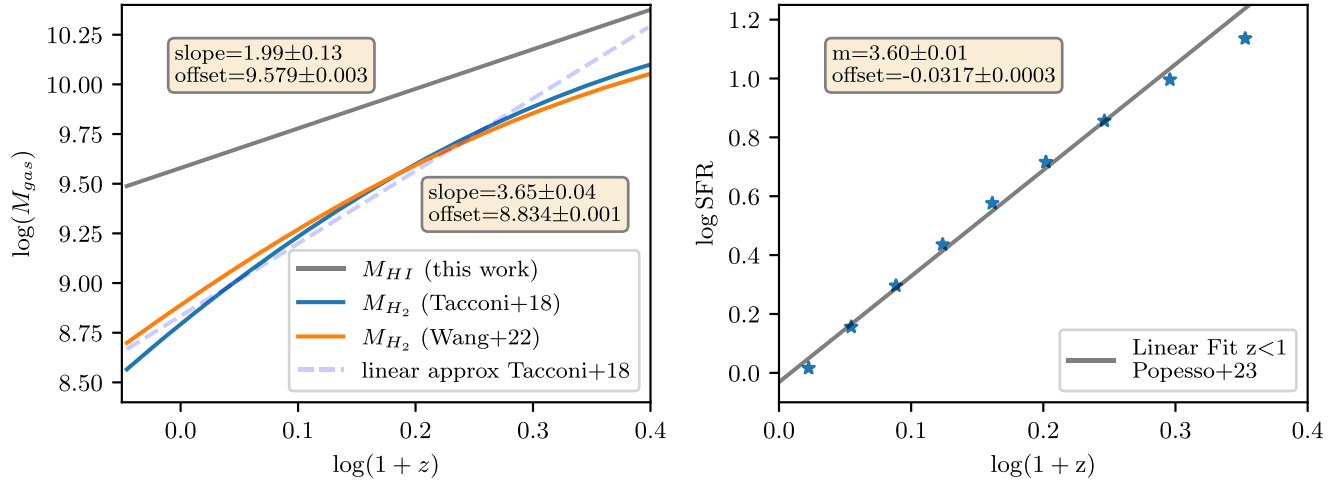 10.25
10.00
9.75
9.50
9.25
9.00
8.75
8.50
log(M_gas)
slope=1.99±0.13
offset=9.579±0.003
slope=3.65±0.04
offset=8.834±0.001
M_HI (this work)
M_H₂ (Tacconi+18)
M_H₂ (Wang+22)
linear approx Tacconi+18
0.0 0.1 0.2 0.3 0.4
log(1 + z)
1.2
1.0
0.8
0.6
0.4
0.2
0.0
log SFR
m=3.60±0.01
offset=-0.0317±0.0003
Linear Fit z<1
Popesso+23
0.0 0.1 0.2 0.3 0.4
log(1 + z)